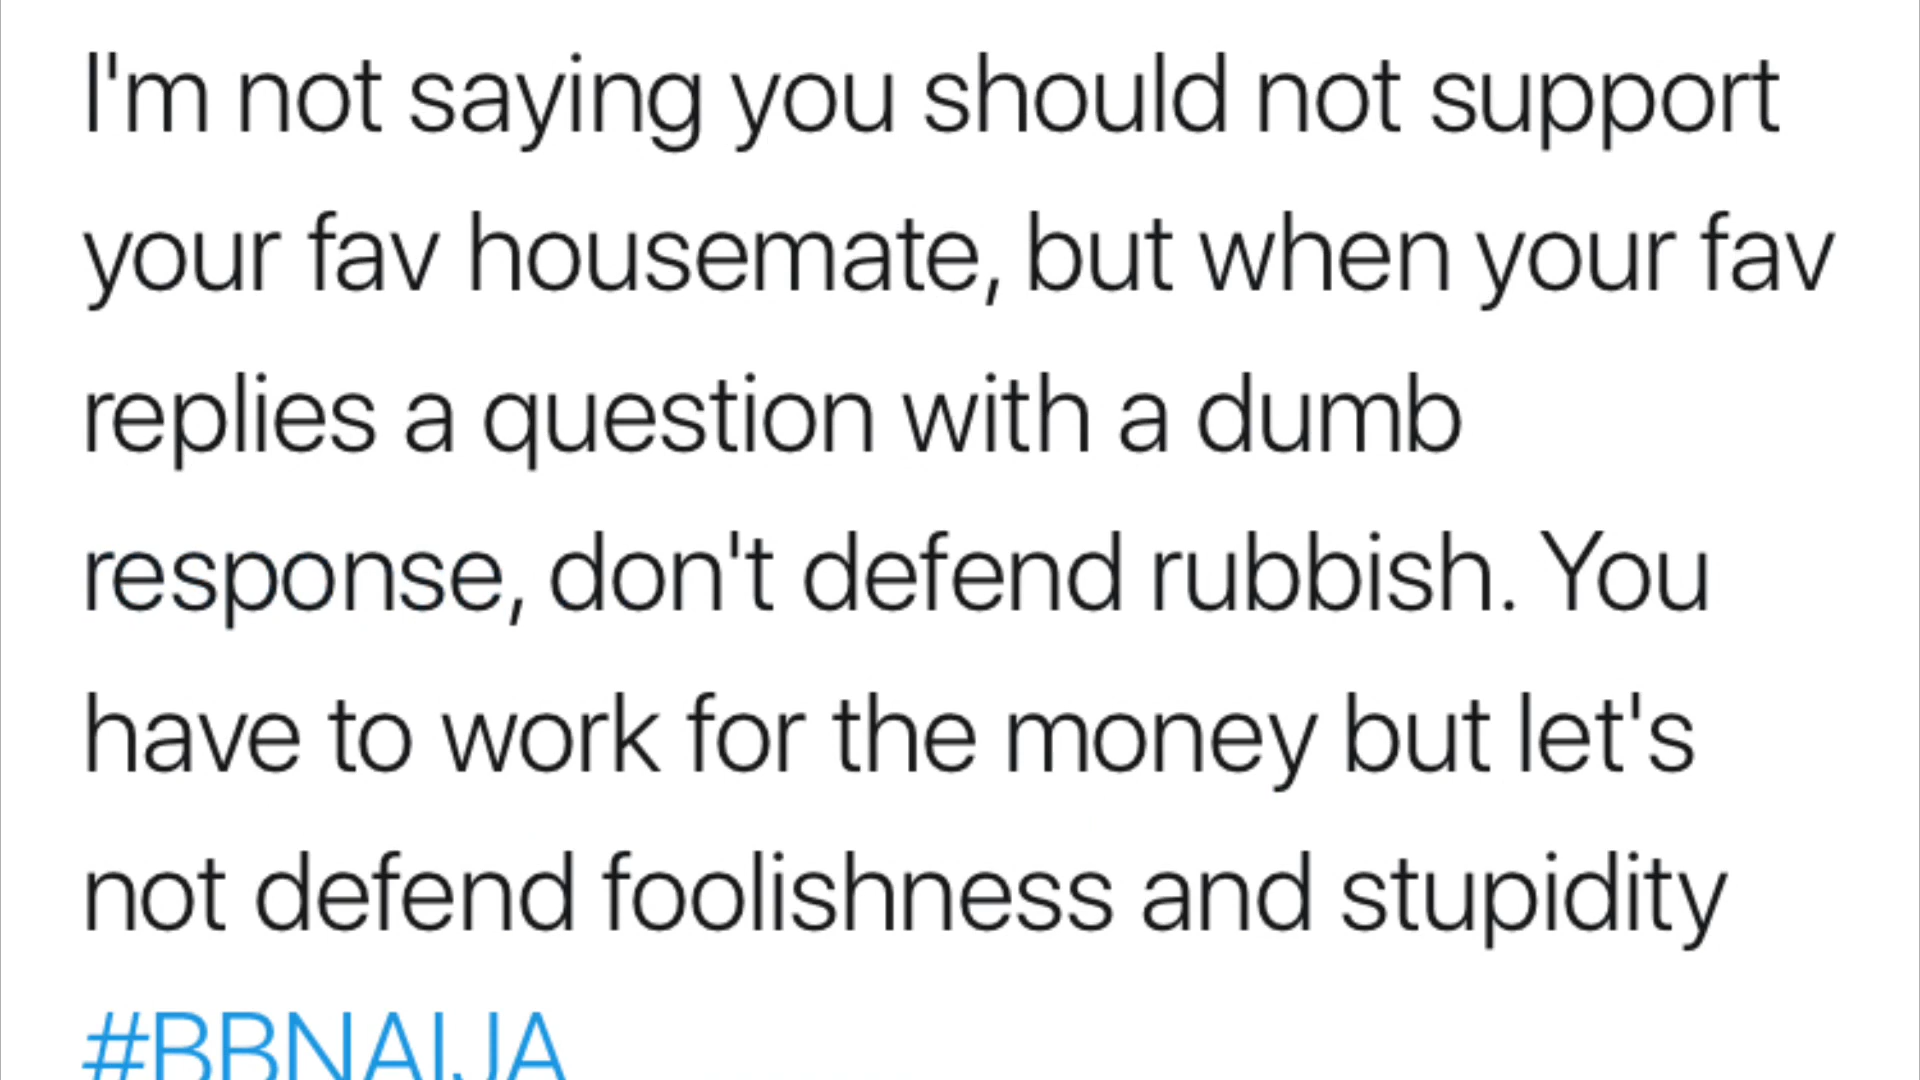 I'm not saying you should not support
your fav housemate, but when your fav
replies a question with a dumb
response, don't defend rubbish. You
have to work for the money but let's
not defend foolishness and stupidity
#BBNAIJA